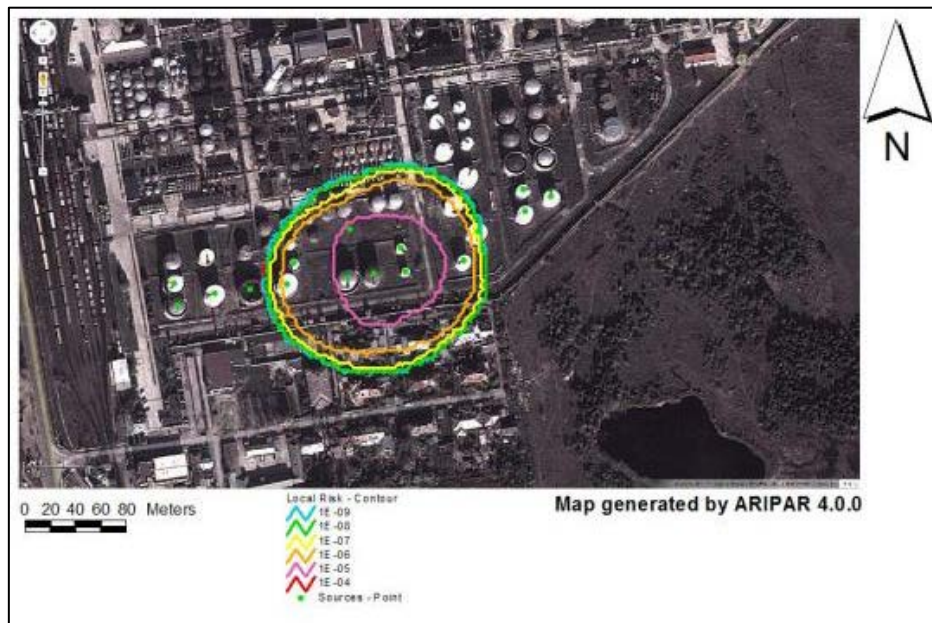 N
0 20 40 60 80 Meters
Map generated by ARIPAR 4.0.0
Local Risk - Contour
1E-09
1E-08
1E-07
1E-06
1E-05
1E-04
Sources - Point